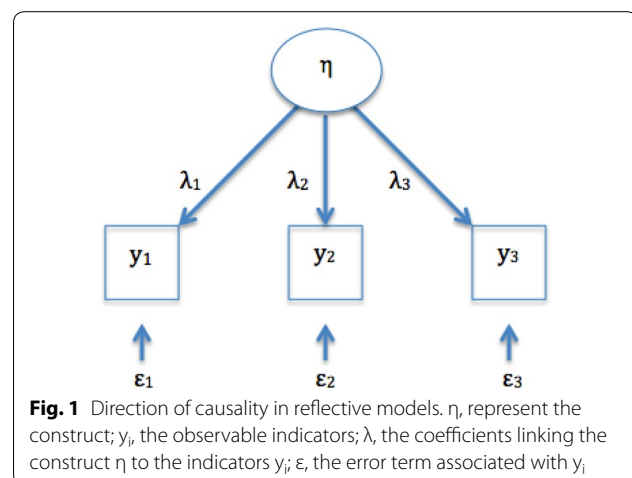 η
λ1 λ2 λ3
y1 y2 y3
ε1 ε2 ε3
Fig. 1 Direction of causality in reflective models. η, represent the
construct; yi, the observable indicators; λ, the coefficients linking the
construct η to the indicators yi; ε, the error term associated with yi